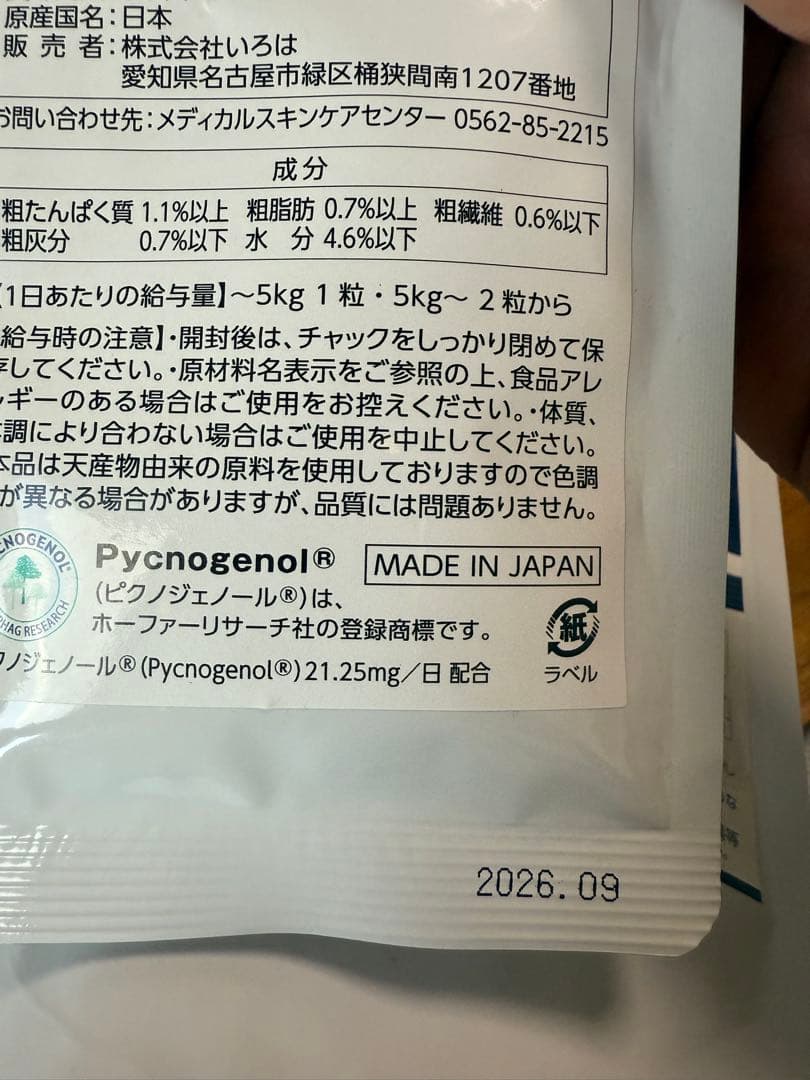 原産国名：日本
販売者：株式会社いろは
愛知県名古屋市緑区桶狭間南1207番地
お問い合わせ先：メディカルスキンケアセンター 0562-85-2215
成分
粗たんぱく質 1.1%以上 粗脂肪 0.7%以上 粗繊維 0.6%以下
粗灰分 0.7%以下 水分 4.6%以下
【1日あたりの給与量】～5kg 1粒・5kg～ 2粒から
給与時の注意】・開封後は、チャックをしっかり閉めて保
存してください。・原材料名表示をご参照の上、食品アレ
ルギーのある場合はご使用をお控えください。・体質、
体調により合わない場合はご使用を中止してください。
本品は天産物由来の原料を使用しておりますので色調
が異なる場合がありますが、品質には問題ありません。
CNOGENOL®
PHAG RESEARCH
Pycnogenol®
MADE IN JAPAN
(ピクノジェノール®)は、
ホーファーリサーチ社の登録商標です。
クノジェノール®(Pycnogenol®)21.25mg／日 配合
紙
ラベル
2026.09